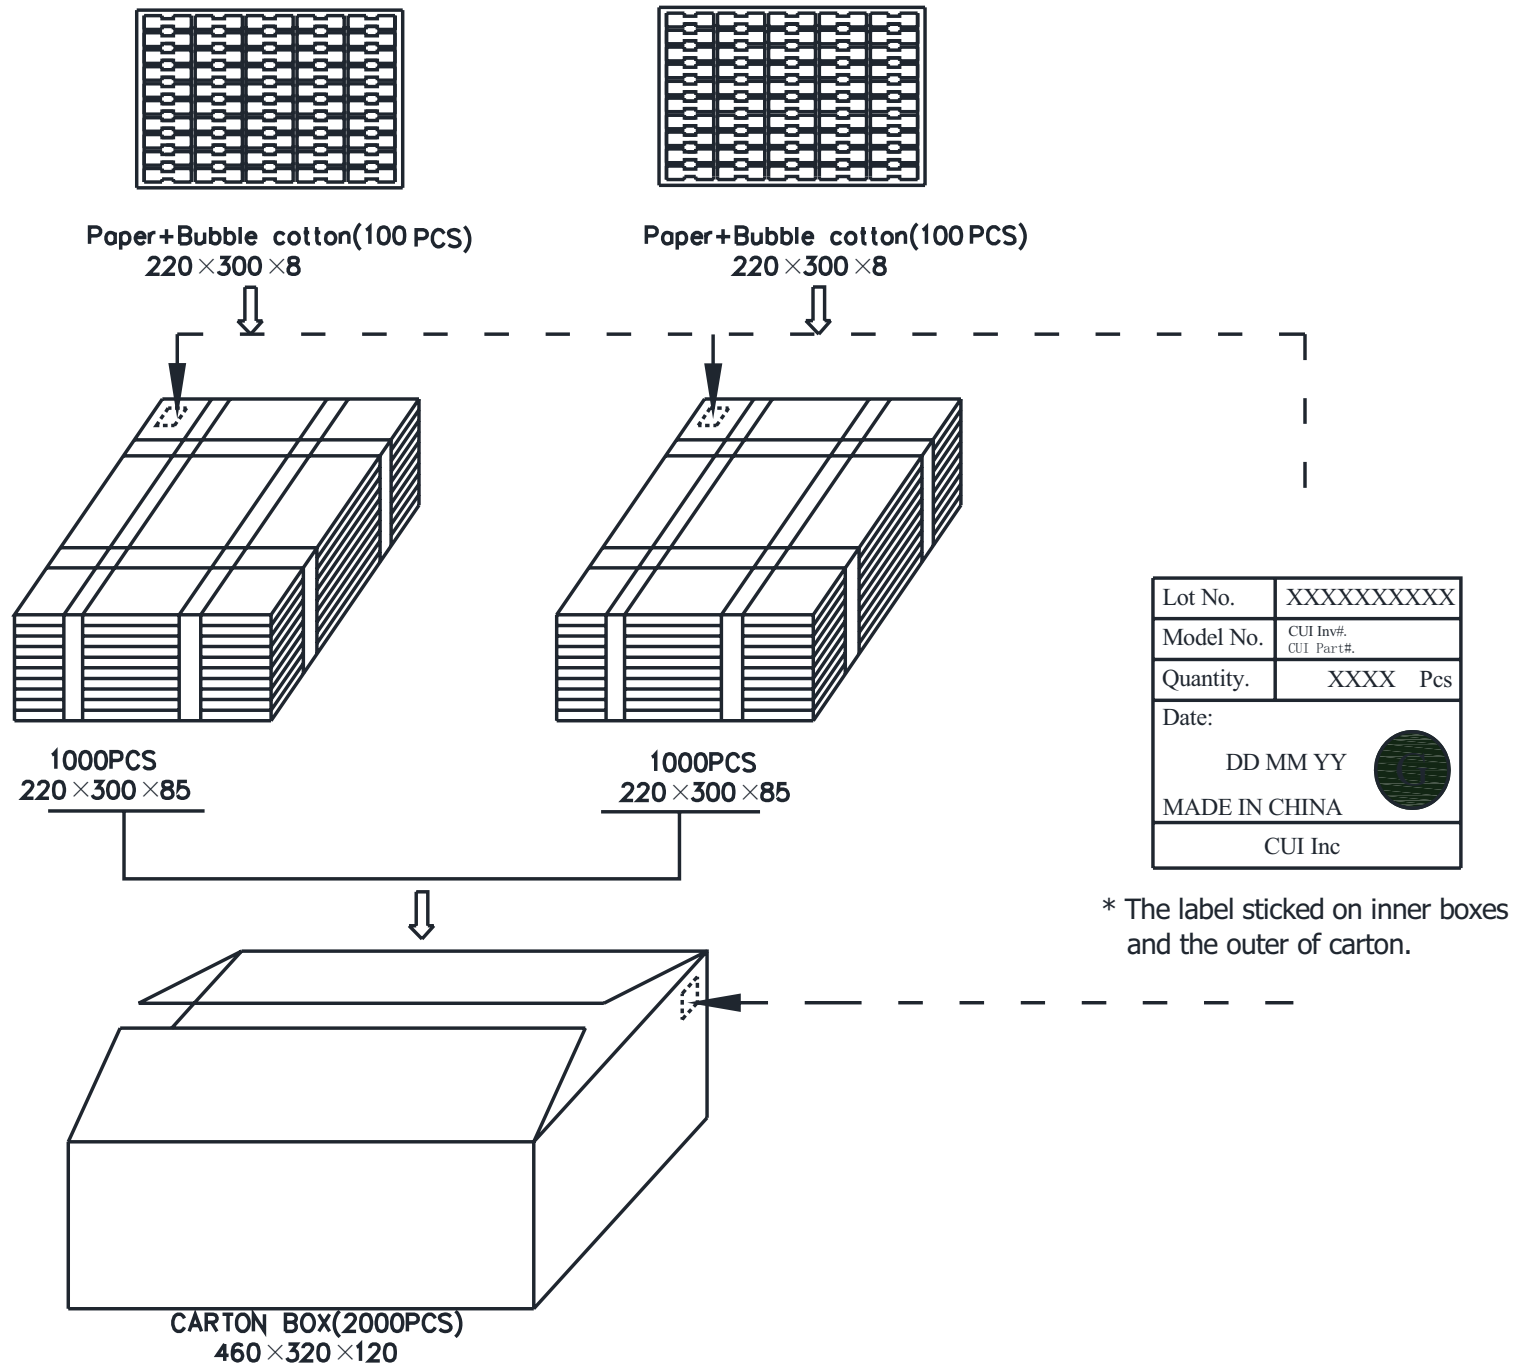 Paper+Bubble cotton(100 PCS)
220×300×8
Paper+Bubble cotton(100 PCS)
220×300×8
1000PCS
220×300×85
1000PCS
220×300×85
Lot No. XXXXXXXXXX
Model No. CUI Inv#.
CUI Part#.
Quantity. XXXX Pcs
Date:
DD MM YY
MADE IN CHINA
CUI Inc
* The label sticked on inner boxes
and the outer of carton.
CARTON BOX(2000PCS)
460×320×120